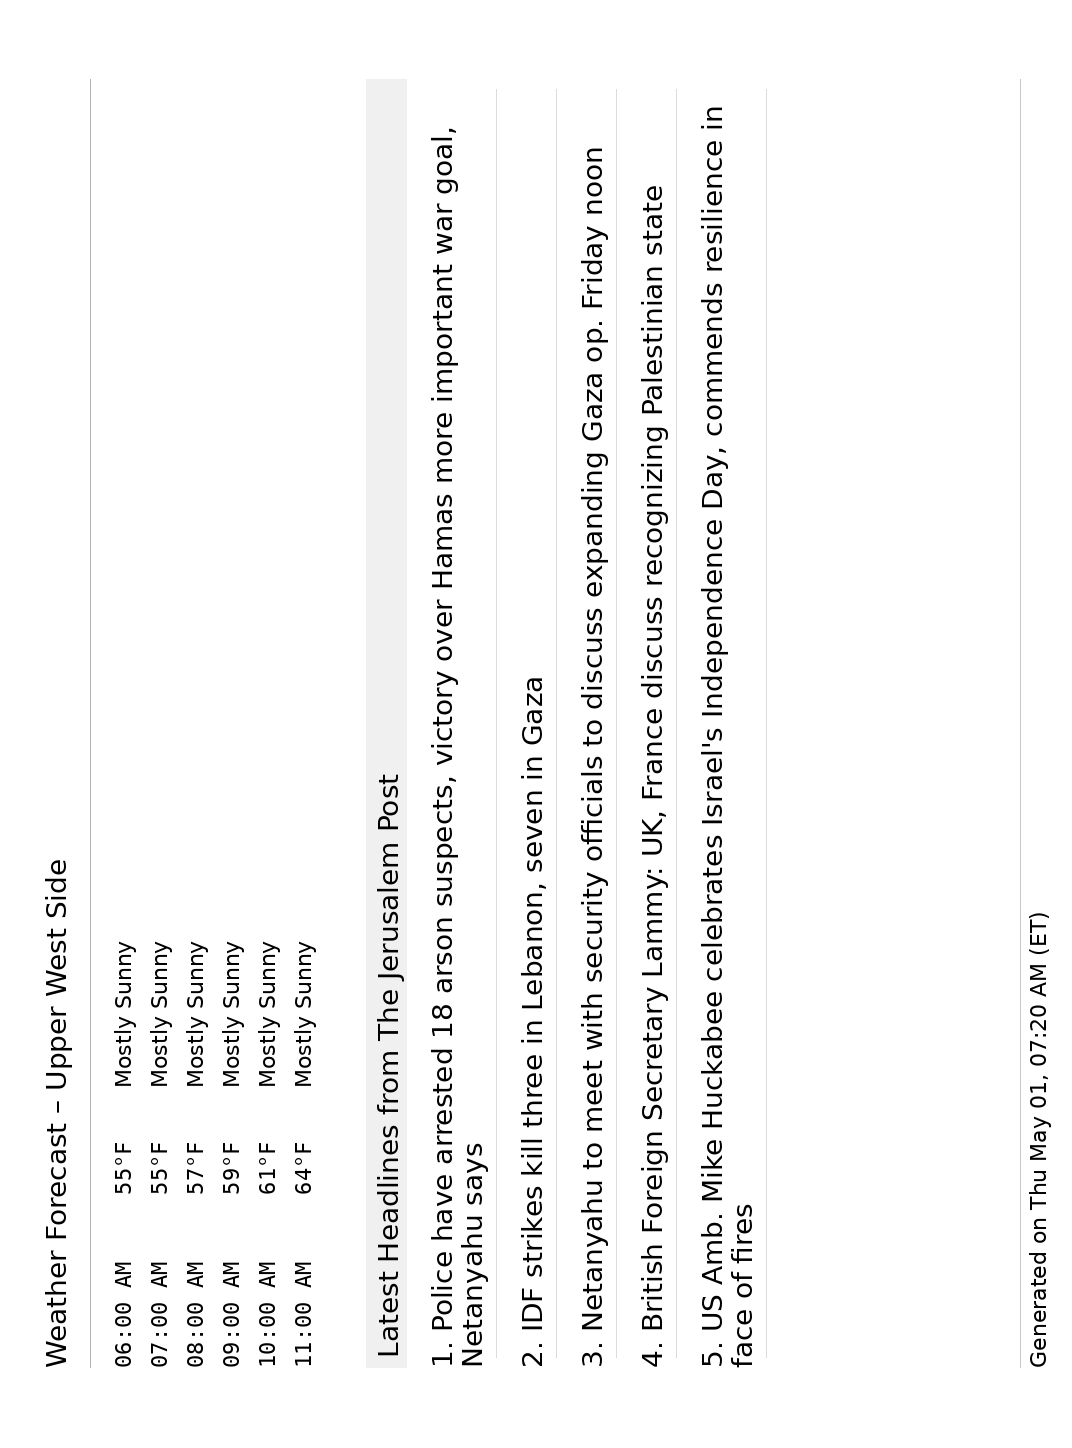 Weather Forecast – Upper West Side
06:00 AM 55°F Mostly Sunny
07:00 AM 55°F Mostly Sunny
08:00 AM 57°F Mostly Sunny
09:00 AM 59°F Mostly Sunny
10:00 AM 61°F Mostly Sunny
11:00 AM 64°F Mostly Sunny
Latest Headlines from The Jerusalem Post
1. Police have arrested 18 arson suspects, victory over Hamas more important war goal,
Netanyahu says
2. IDF strikes kill three in Lebanon, seven in Gaza
3. Netanyahu to meet with security officials to discuss expanding Gaza op. Friday noon
4. British Foreign Secretary Lammy: UK, France discuss recognizing Palestinian state
5. US Amb. Mike Huckabee celebrates Israel's Independence Day, commends resilience in
face of fires
Generated on Thu May 01, 07:20 AM (ET)